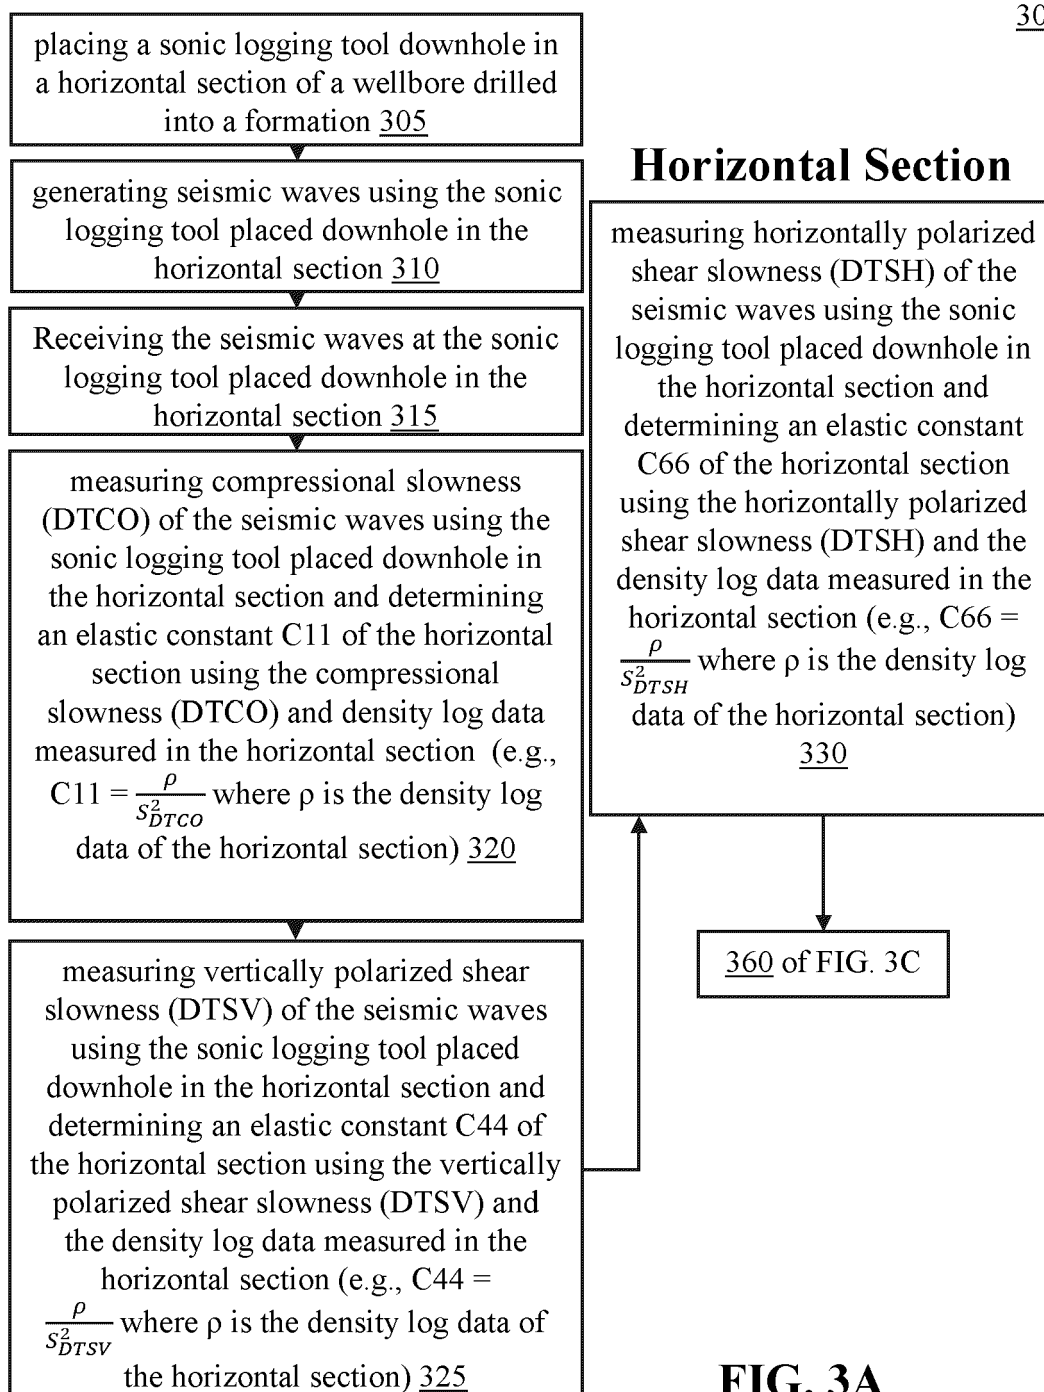 30
placing a sonic logging tool downhole in
a horizontal section of a wellbore drilled
into a formation 305
generating seismic waves using the sonic
logging tool placed downhole in the
horizontal section 310
Receiving the seismic waves at the sonic
logging tool placed downhole in the
horizontal section 315
measuring compressional slowness
(DTCO) of the seismic waves using the
sonic logging tool placed downhole in
the horizontal section and determining
an elastic constant C11 of the horizontal
section using the compressional
slowness (DTCO) and density log data
measured in the horizontal section (e.g.,
C11 = ρ/S²_DTCO where ρ is the density log
data of the horizontal section) 320
measuring vertically polarized shear
slowness (DTSV) of the seismic waves
using the sonic logging tool placed
downhole in the horizontal section and
determining an elastic constant C44 of
the horizontal section using the vertically
polarized shear slowness (DTSV) and
the density log data measured in the
horizontal section (e.g., C44 =
ρ/S²_DTSV where ρ is the density log data of
the horizontal section) 325
Horizontal Section
measuring horizontally polarized
shear slowness (DTSH) of the
seismic waves using the sonic
logging tool placed downhole in
the horizontal section and
determining an elastic constant
C66 of the horizontal section
using the horizontally polarized
shear slowness (DTSH) and the
density log data measured in the
horizontal section (e.g., C66 =
ρ/S²_DTSH where ρ is the density log
data of the horizontal section)
330
360 of FIG. 3C
FIG. 3A